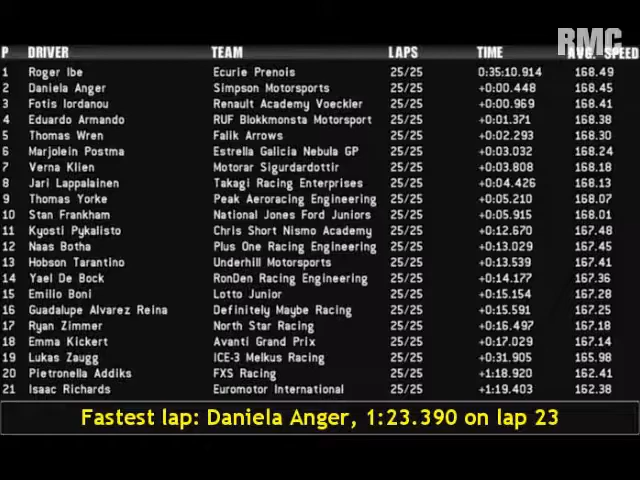 RMC
P DRIVER TEAM LAPS TIME AVG. SPEED
1 Roger Ibe Ecurie Prenois 25/25 0:35:10.914 168.49
2 Daniela Anger Simpson Motorsports 25/25 +0:00.448 168.45
3 Fotis Iordanou Renault Academy Voeckler 25/25 +0:00.969 168.41
4 Eduardo Armando RUF Blokkmonsta Motorsport 25/25 +0:01.371 168.38
5 Thomas Wren Falik Arrows 25/25 +0:02.293 168.30
6 Marjolein Postma Estrella Galicia Nebula GP 25/25 +0:03.032 168.24
7 Verna Klien Motorar Sigurdardottir 25/25 +0:03.808 168.18
8 Jari Lappalainen Takagi Racing Enterprises 25/25 +0:04.426 168.13
9 Thomas Yorke Peak Aeroracing Engineering 25/25 +0:05.210 168.07
10 Stan Frankham National Jones Ford Juniors 25/25 +0:05.915 168.01
11 Kyosti Pykalisto Chris Short Nismo Academy 25/25 +0:12.670 167.48
12 Naas Botha Plus One Racing Engineering 25/25 +0:13.029 167.45
13 Hobson Tarantino Underhill Motorsports 25/25 +0:13.539 167.41
14 Yael De Bock RonDen Racing Engineering 25/25 +0:14.177 167.36
15 Emilio Boni Lotto Junior 25/25 +0:15.154 167.28
16 Guadalupe Alvarez Reina Definitely Maybe Racing 25/25 +0:15.591 167.25
17 Ryan Zimmer North Star Racing 25/25 +0:16.497 167.18
18 Emma Kickert Avanti Grand Prix 25/25 +0:17.029 167.14
19 Lukas Zaugg ICE-3 Melkus Racing 25/25 +0:31.905 165.98
20 Pietronella Addiks FXS Racing 25/25 +1:18.920 162.41
21 Isaac Richards Euromotor International 25/25 +1:19.403 162.38
Fastest lap: Daniela Anger, 1:23.390 on lap 23